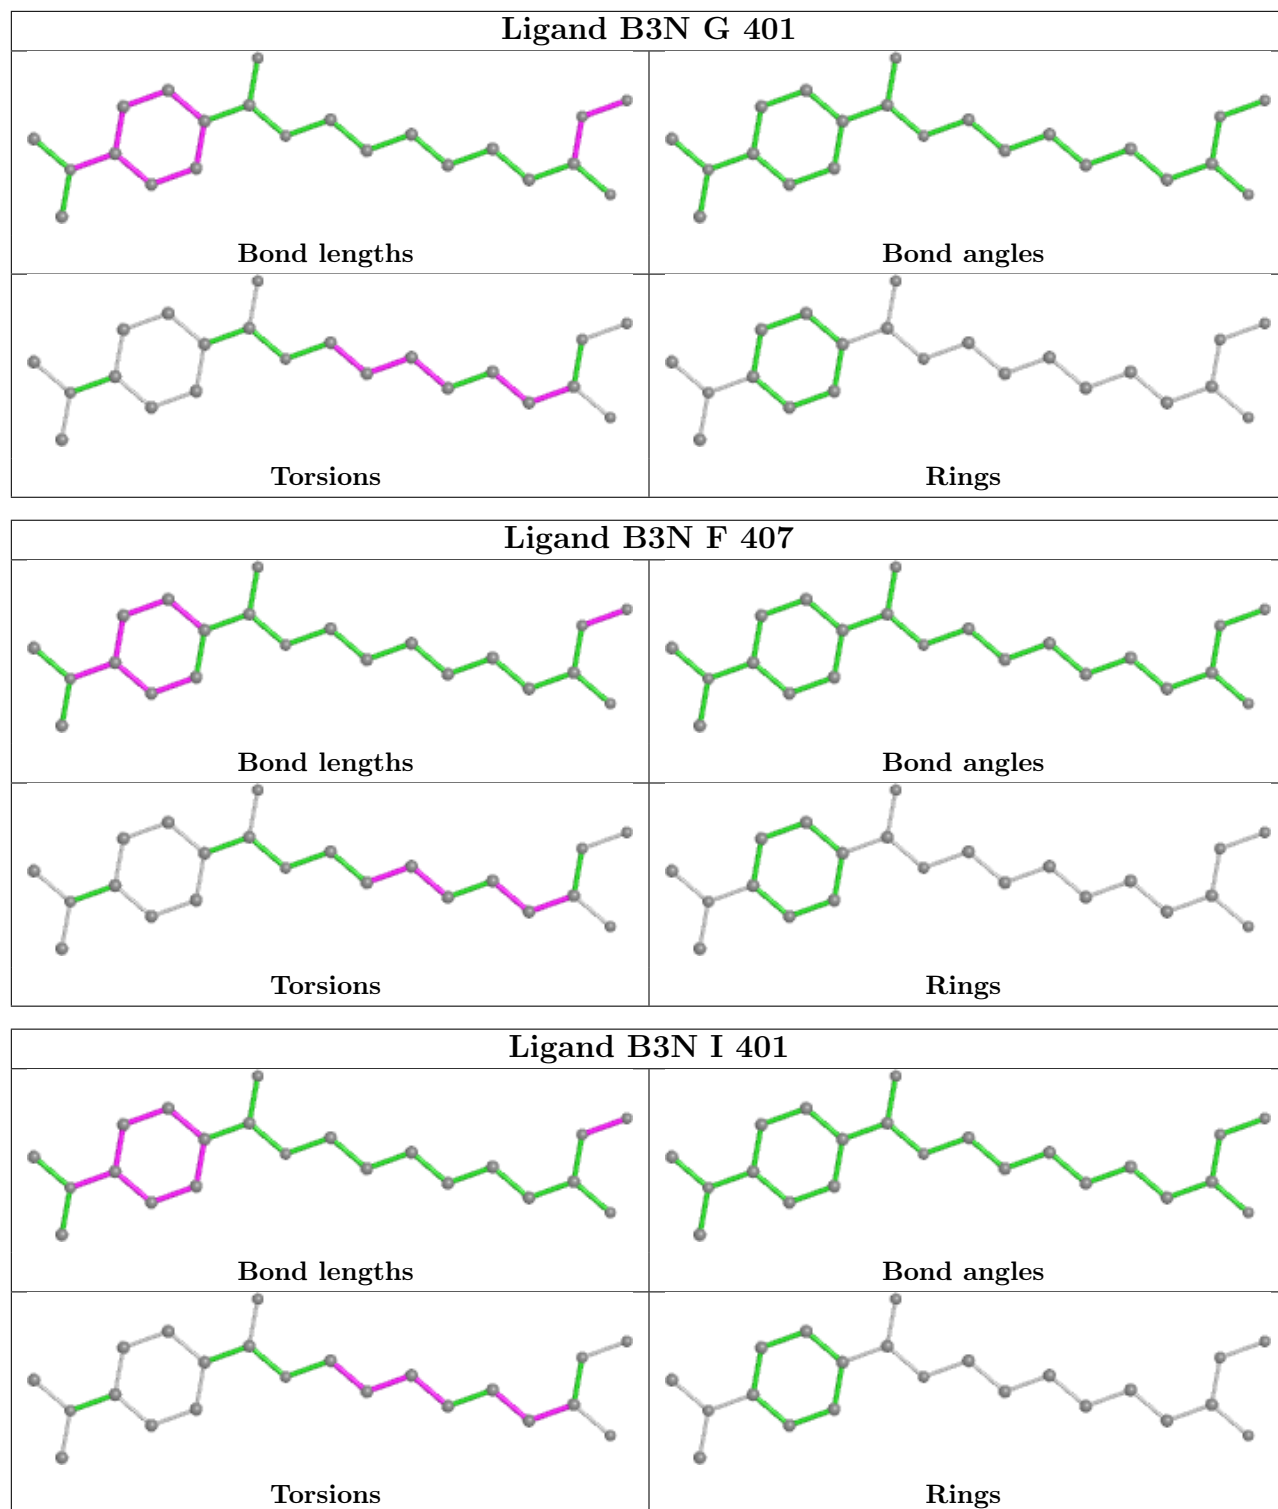 Ligand B3N G 401
Bond lengths
Bond angles
Torsions
Rings
Ligand B3N F 407
Bond lengths
Bond angles
Torsions
Rings
Ligand B3N I 401
Bond lengths
Bond angles
Torsions
Rings